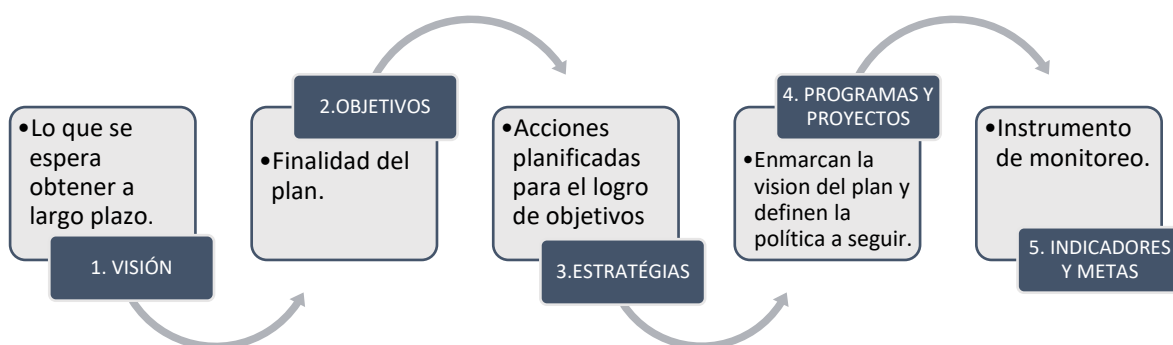 •Lo que se
espera
obtener a
largo plazo.
1. VISIÓN
2.OBJETIVOS
•Finalidad del
plan.
•Acciones
planificadas
para el logro
de objetivos
3.ESTRATÉGIAS
4. PROGRAMAS Y
PROYECTOS
•Enmarcan la
vision del plan y
definen la
política a seguir.
•Instrumento
de monitoreo.
5. INDICADORES
Y METAS